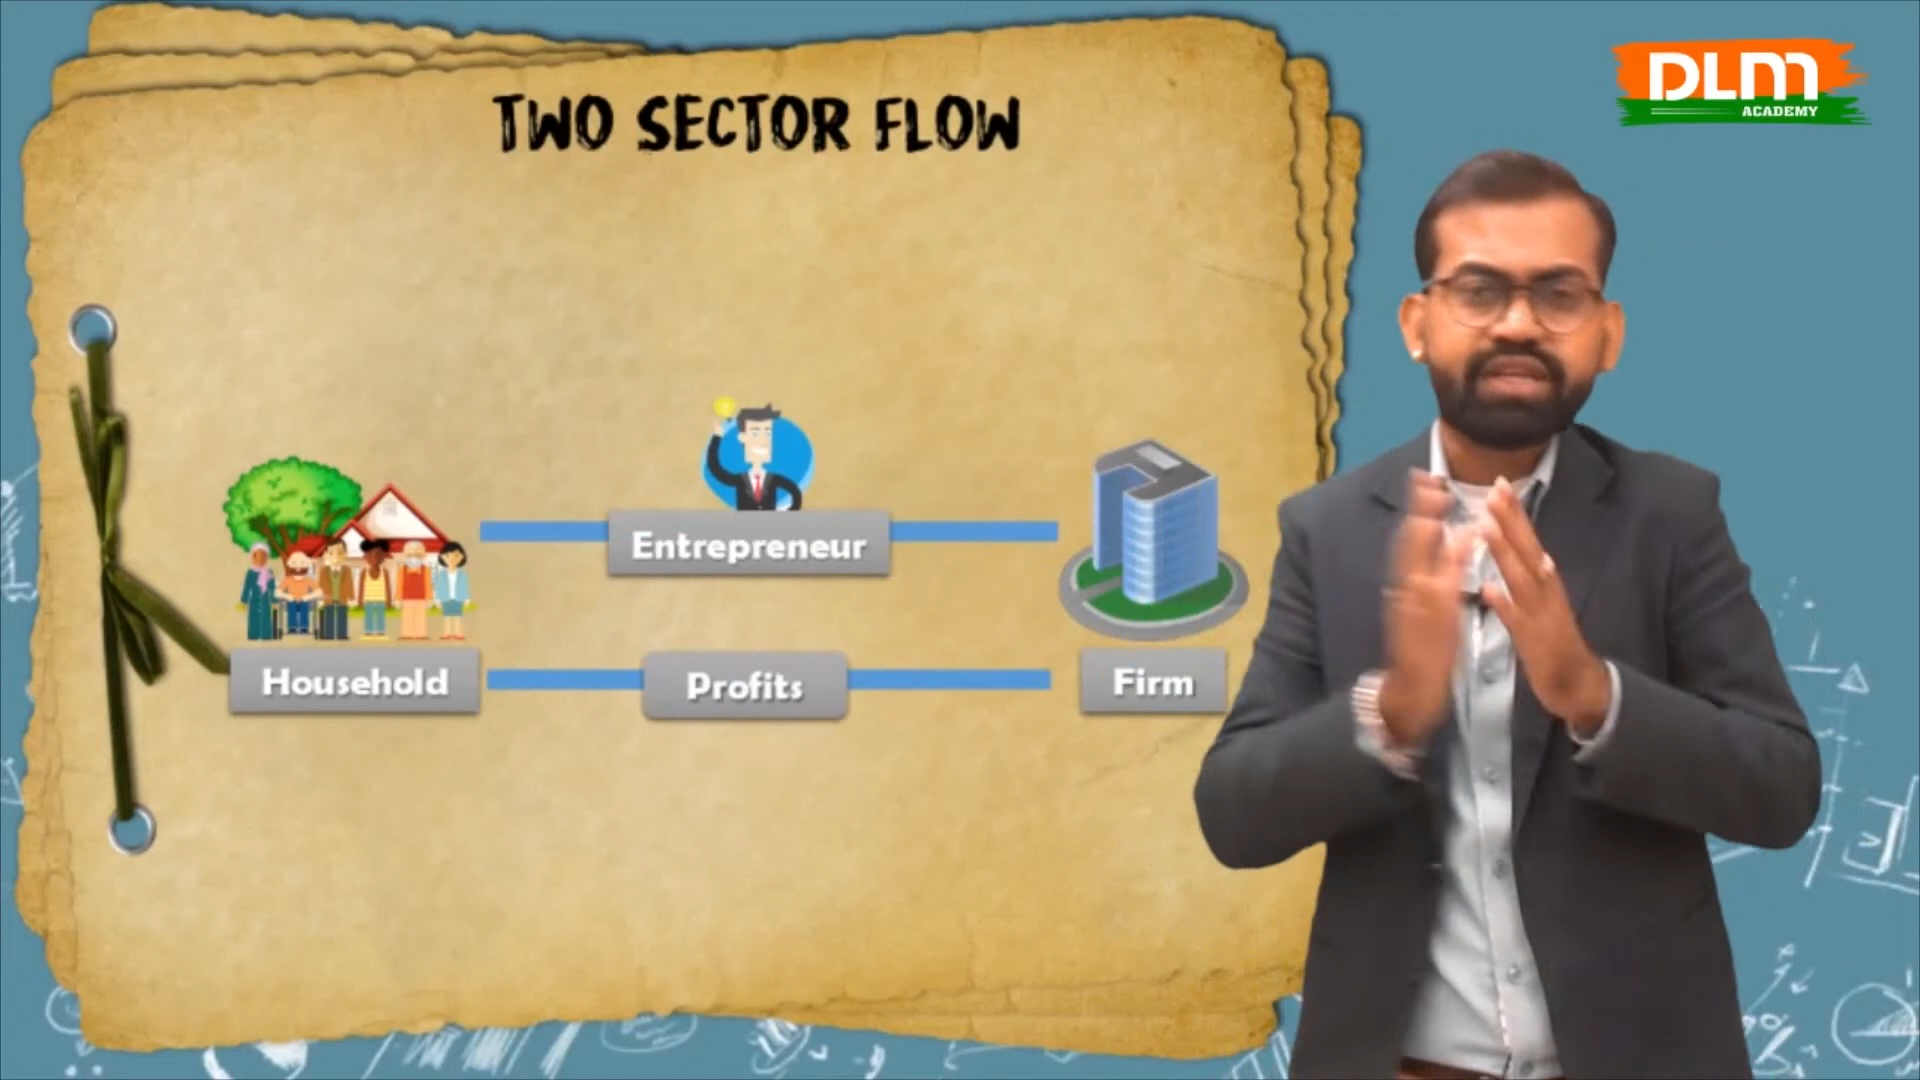 TWO SECTOR FLOW
DLM
ACADEMY
Entrepreneur
Household
Profits
Firm